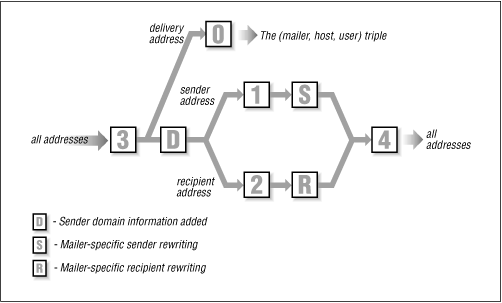 delivery
address
0
The (mailer, host, user) triple
sender
address
1
S
all addresses
3
D
4
all
addresses
recipient
address
2
R
D - Sender domain information added
S - Mailer-specific sender rewriting
R - Mailer-specific recipient rewriting